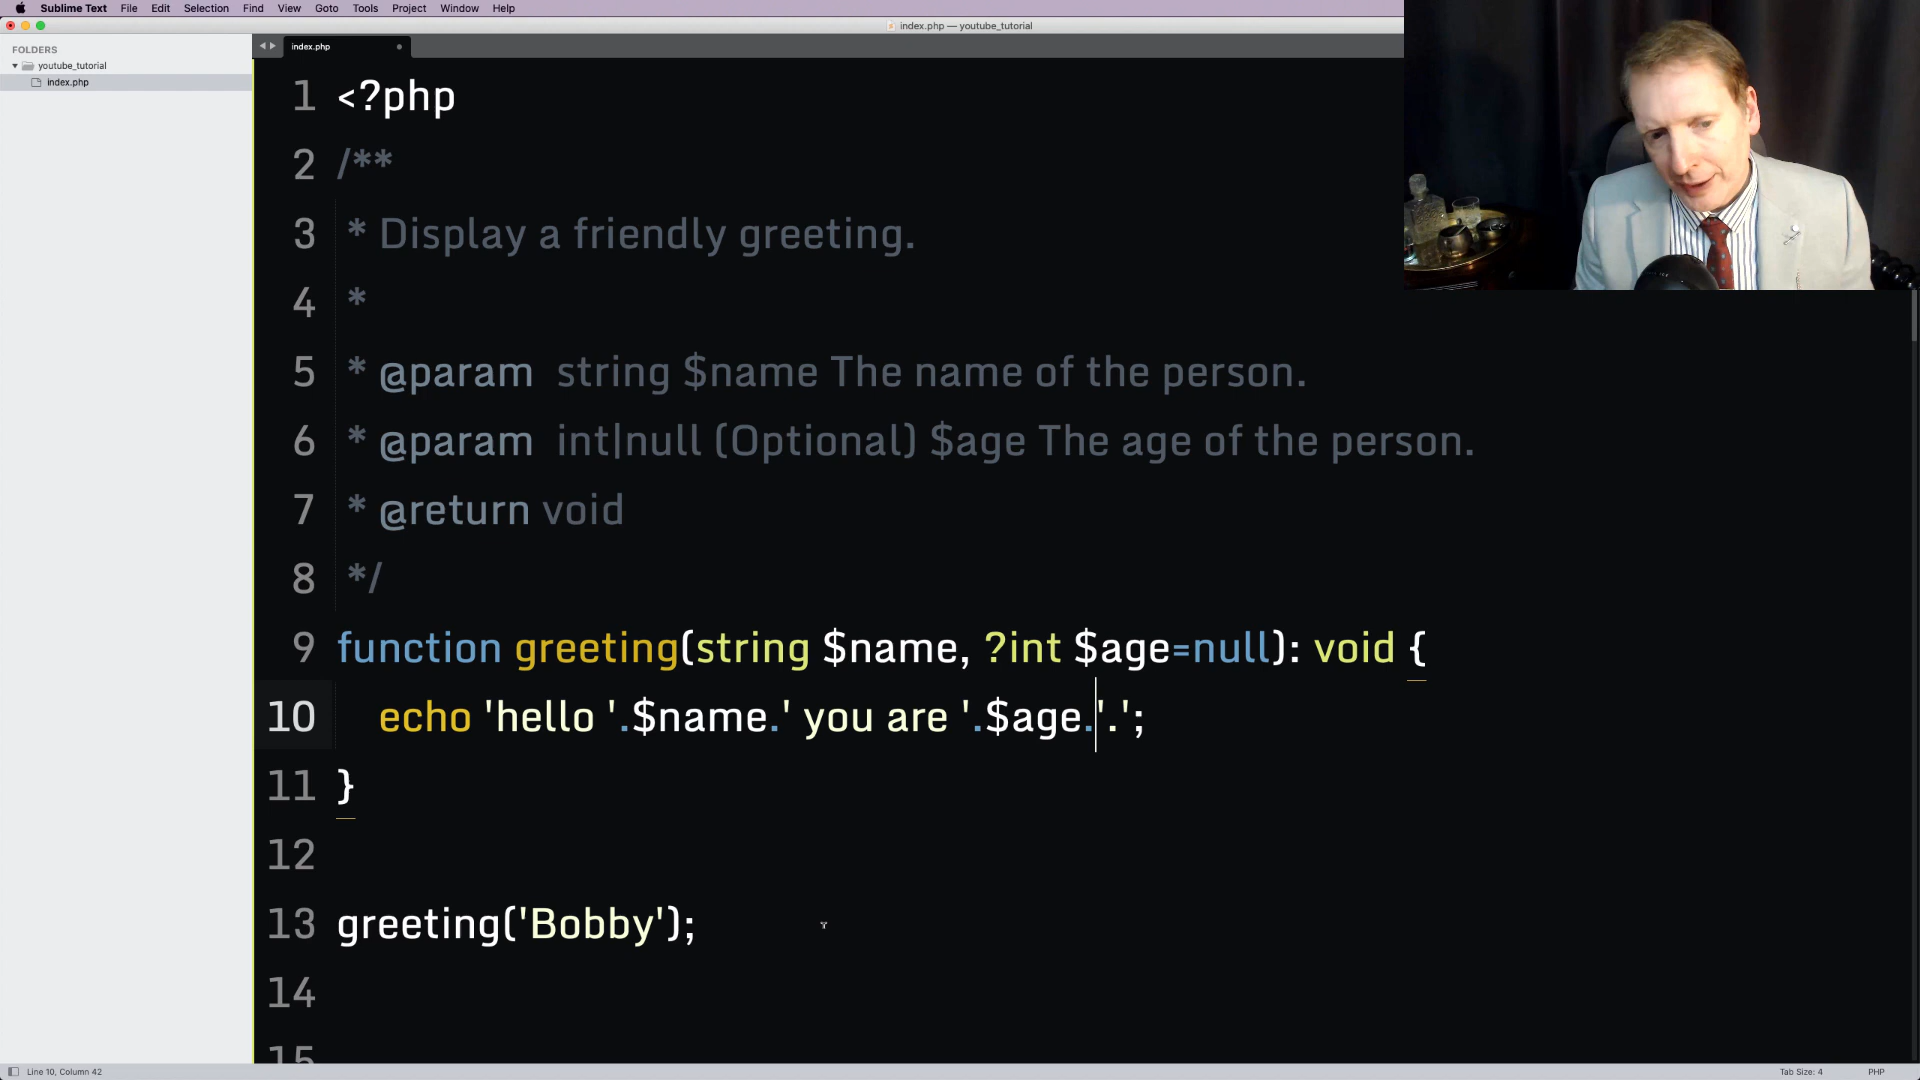 Sublime Text File Edit Selection Find View Goto Tools Project Window Help
index.php — youtube_tutorial
FOLDERS
youtube_tutorial
index.php
index.php
1 <?php
2 /**
3 * Display a friendly greeting.
4 *
5 * @param string $name The name of the person.
6 * @param int|null (Optional) $age The age of the person.
7 * @return void
8 */
9 function greeting(string $name, ?int $age=null): void {
10 echo 'hello '.$name.' you are '.$age.'.';
11 }
12
13 greeting('Bobby');
14
15
Line 10, Column 42
Tab Size: 4
PHP